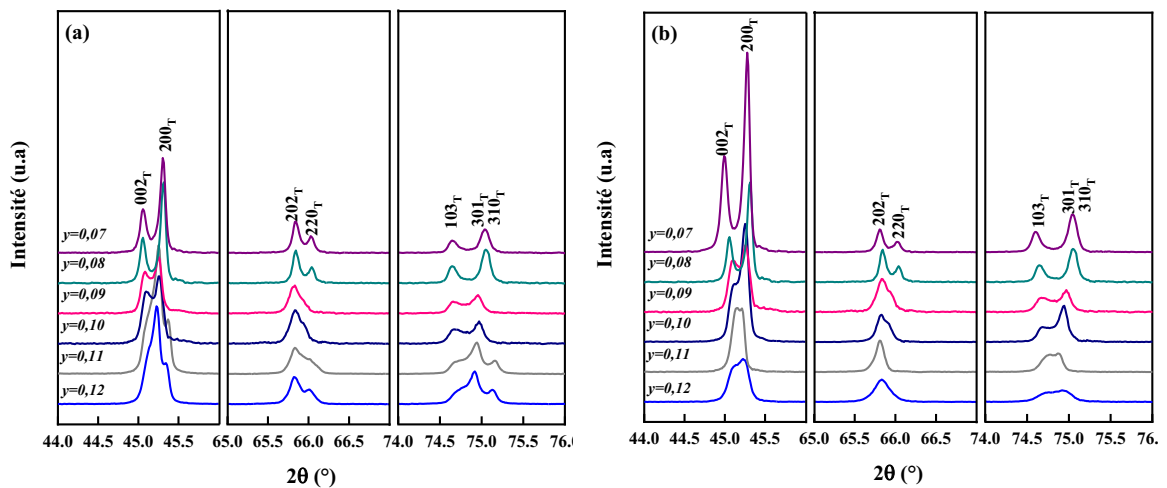 (a)
Intensité (u.a)
002T
200T
202T
220T
103T
301T
310T
y=0,07
y=0,08
y=0,09
y=0,10
y=0,11
y=0,12
44.0 44.5 45.0 45.5 65.0 65.5 66.0 66.5 74.0 74.5 75.0 75.5 76.0
2θ (°)
(b)
Intensité (u.a)
002T
200T
202T
220T
103T
301T
310T
y=0,07
y=0,08
y=0,09
y=0,10
y=0,11
y=0,12
44.0 44.5 45.0 45.5 65.0 65.5 66.0 66.5 74.0 74.5 75.0 75.5 76.
2θ (°)